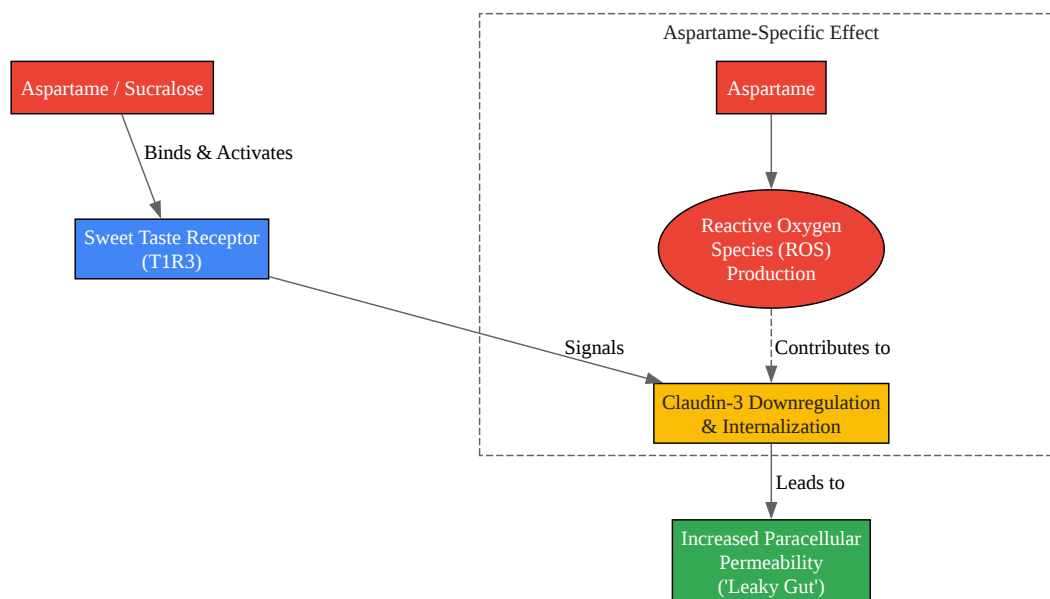 Aspartame-Specific Effect
Aspartame / Sucralose
Aspartame
Binds & Activates
Sweet Taste Receptor
(T1R3)
Reactive Oxygen
Species (ROS)
Production
Signals
Contributes to
Claudin-3 Downregulation
& Internalization
Leads to
Increased Paracellular
Permeability
('Leaky Gut')